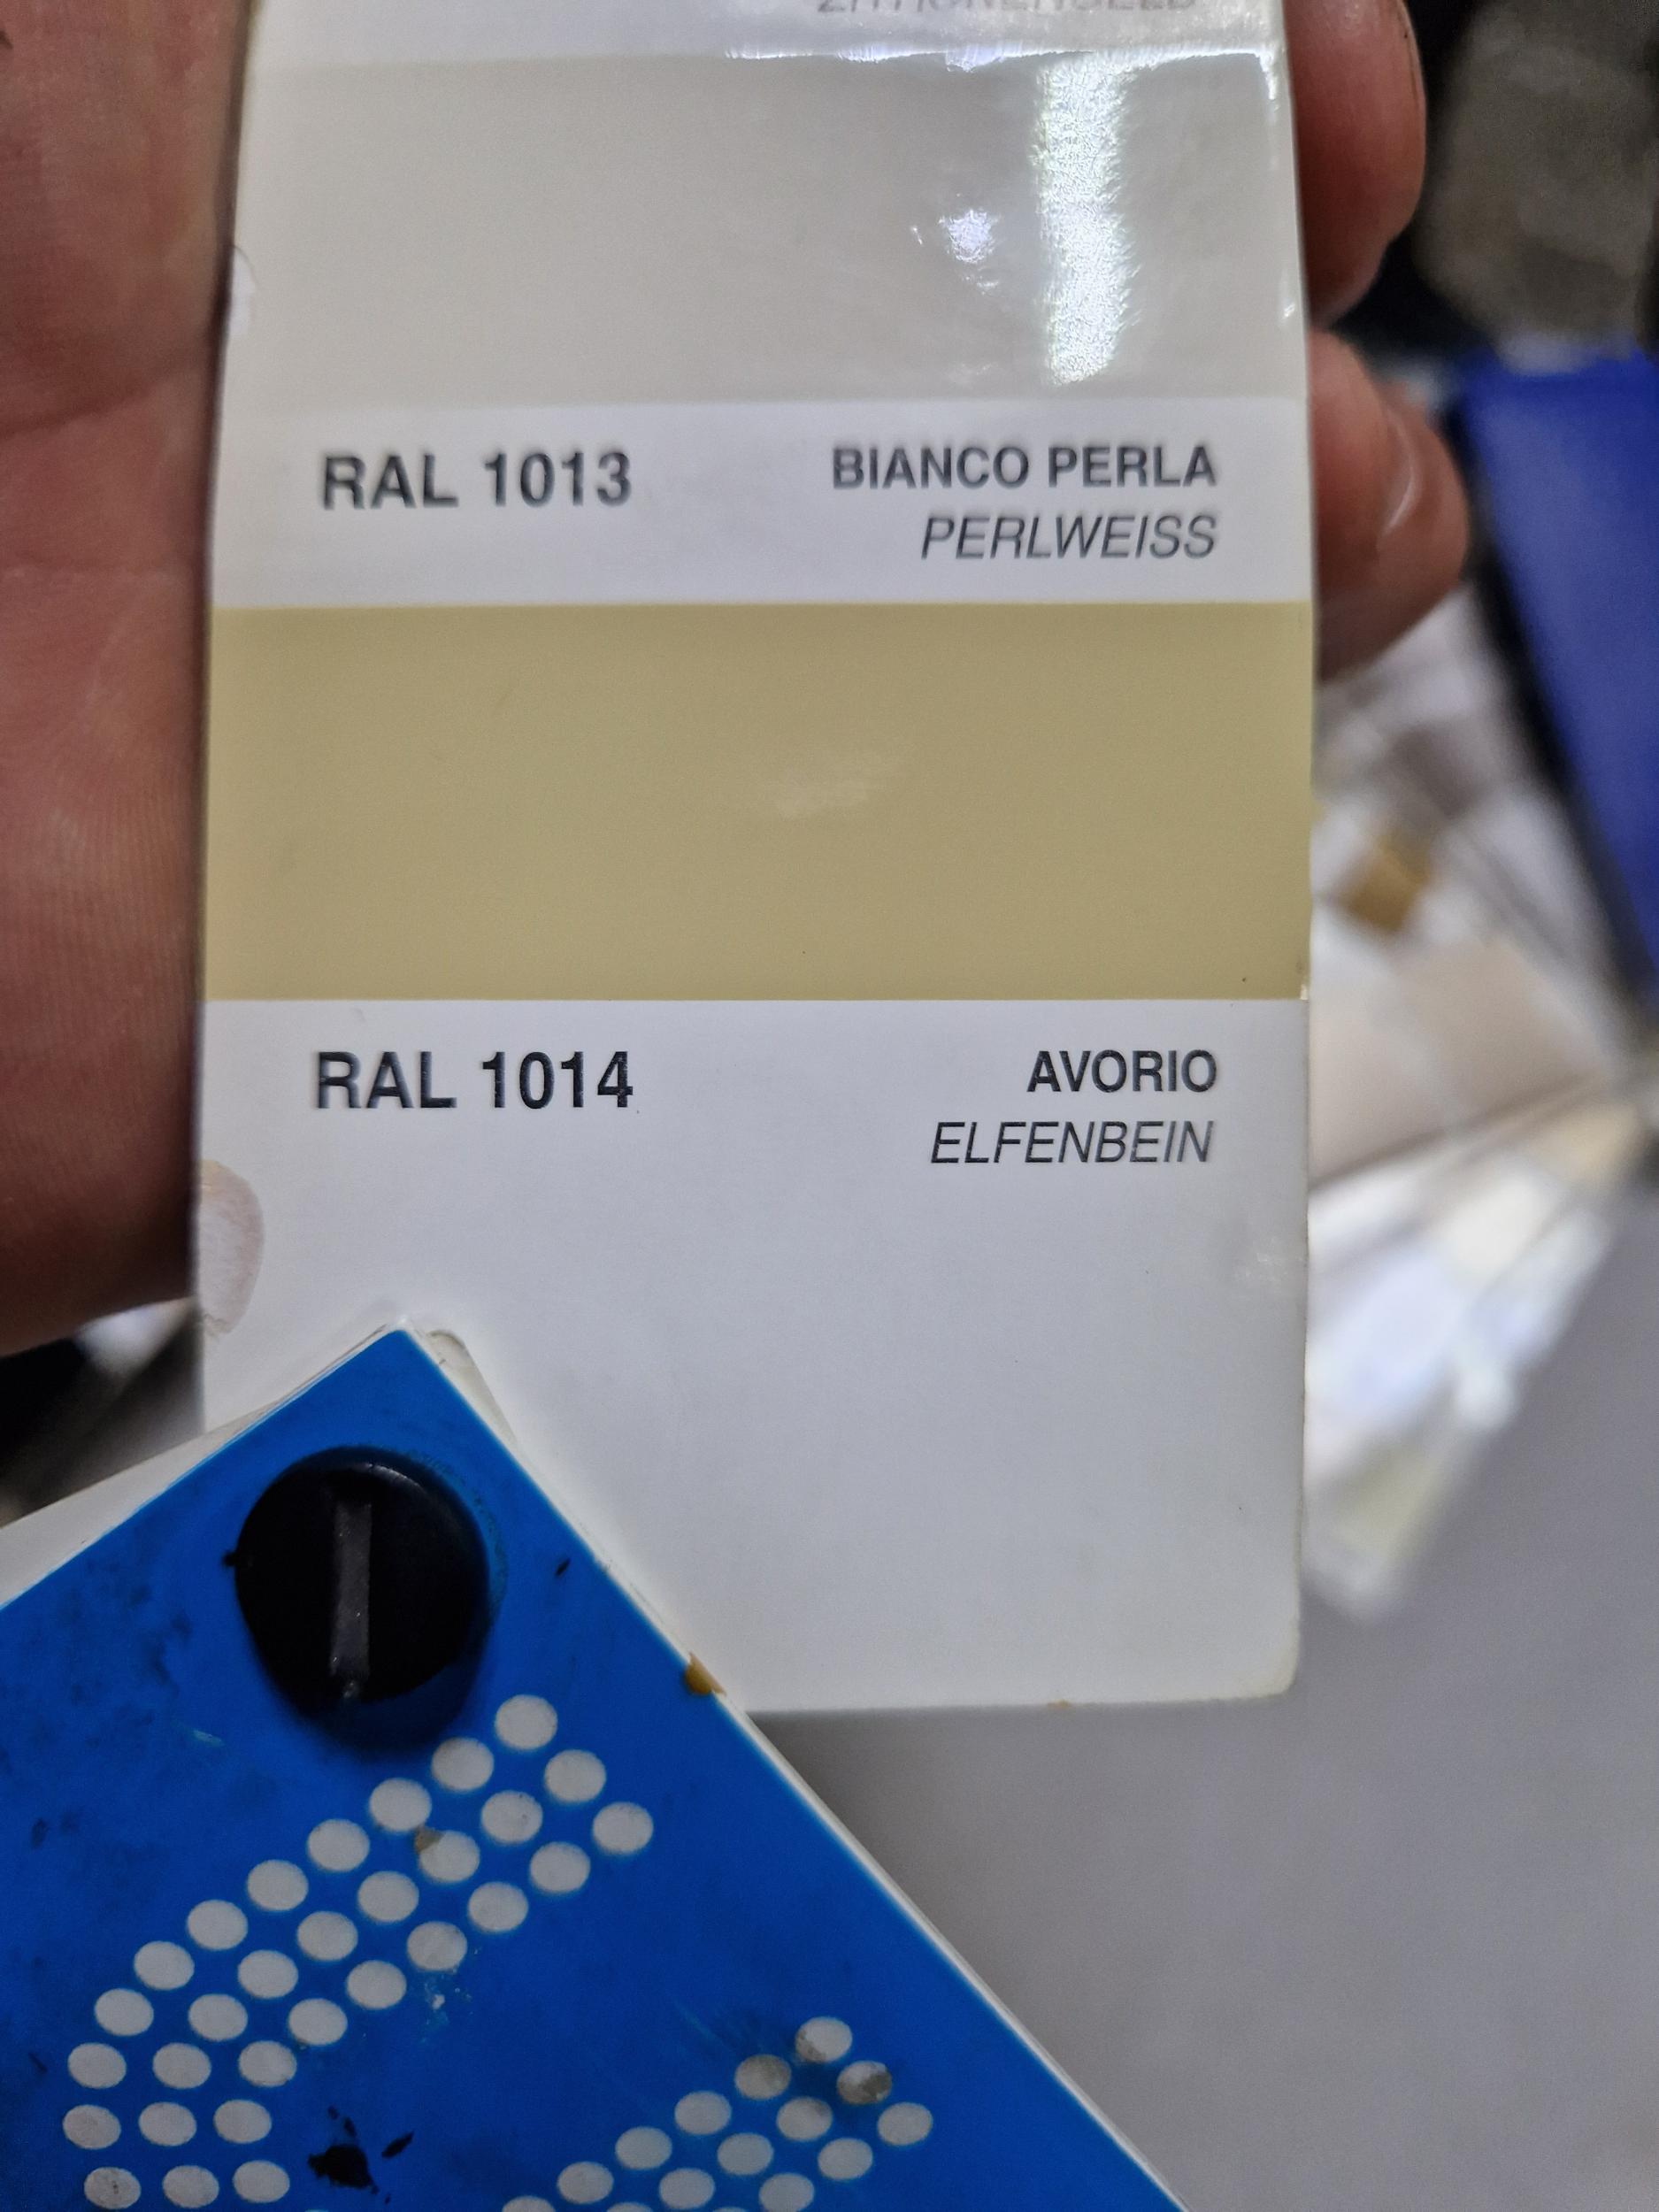 RAL 1013 BIANCO PERLA
PERLWEISS
RAL 1014 AVORIO
ELFENBEIN